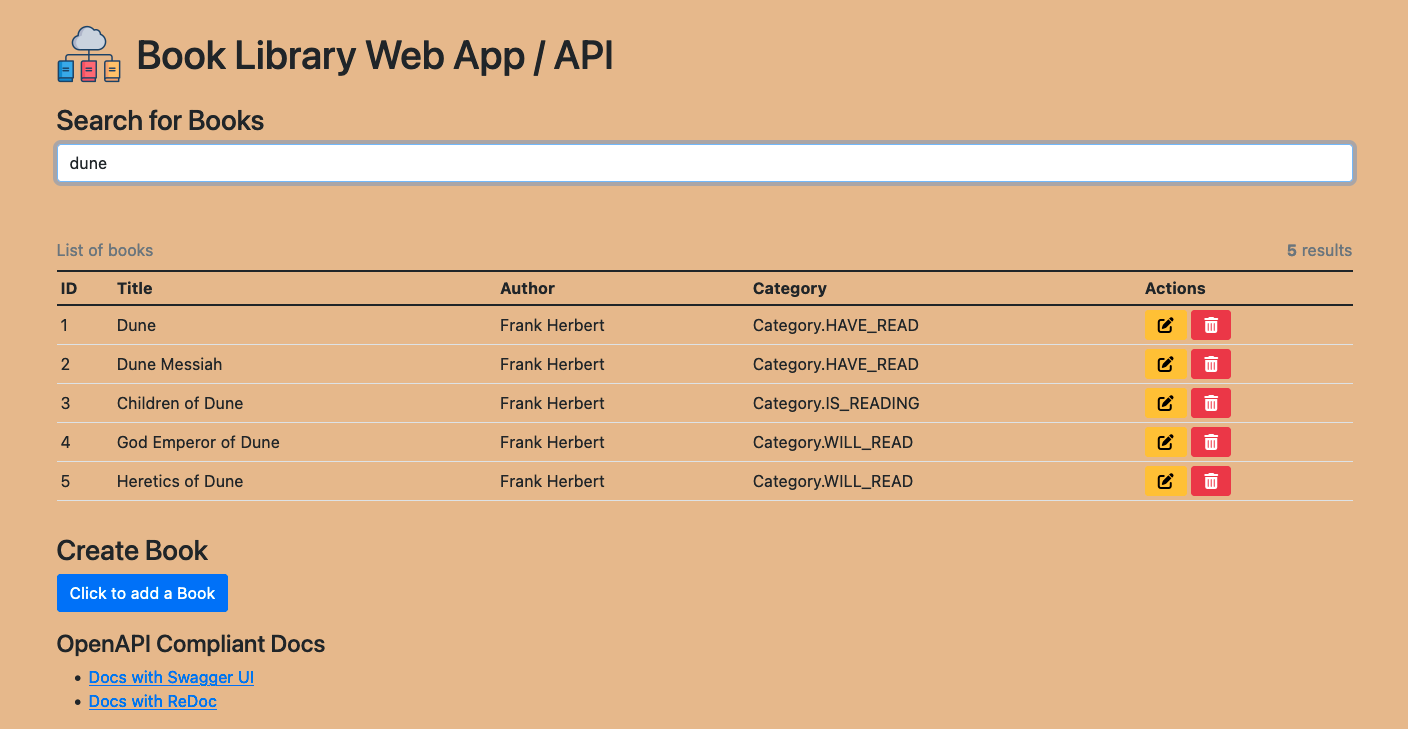 Book Library Web App / API
Search for Books
dune
List of books 5 results
ID Title Author Category Actions
1 Dune Frank Herbert Category.HAVE_READ
2 Dune Messiah Frank Herbert Category.HAVE_READ
3 Children of Dune Frank Herbert Category.IS_READING
4 God Emperor of Dune Frank Herbert Category.WILL_READ
5 Heretics of Dune Frank Herbert Category.WILL_READ
Create Book
Click to add a Book
OpenAPI Compliant Docs
• Docs with Swagger UI
• Docs with ReDoc